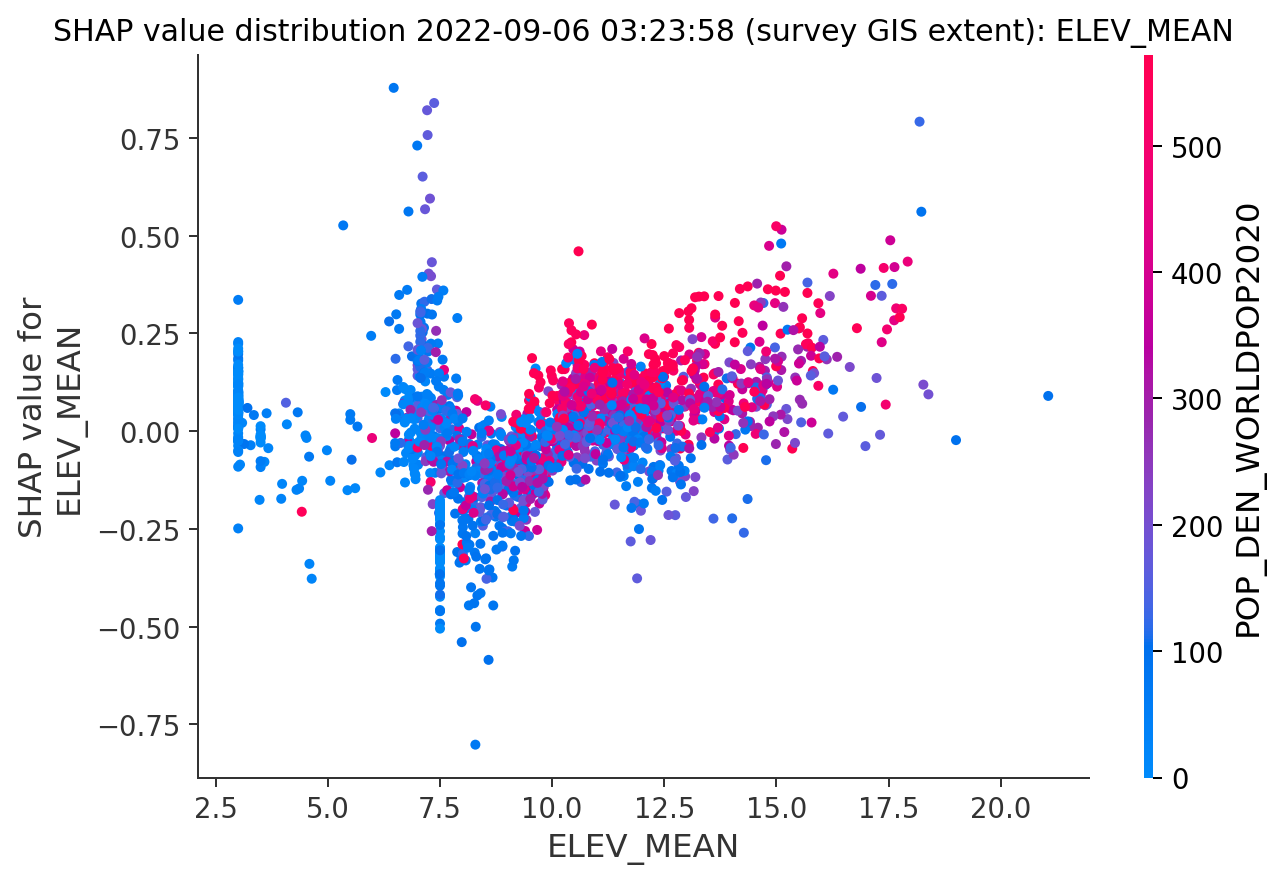 SHAP value distribution 2022-09-06 03:23:58 (survey GIS extent): ELEV_MEAN
0.75
0.50
0.25
0.00
−0.25
−0.50
−0.75
SHAP value for
ELEV_MEAN
2.5 5.0 7.5 10.0 12.5 15.0 17.5 20.0
ELEV_MEAN
500
400
300
200
100
0
POP_DEN_WORLDPOP2020